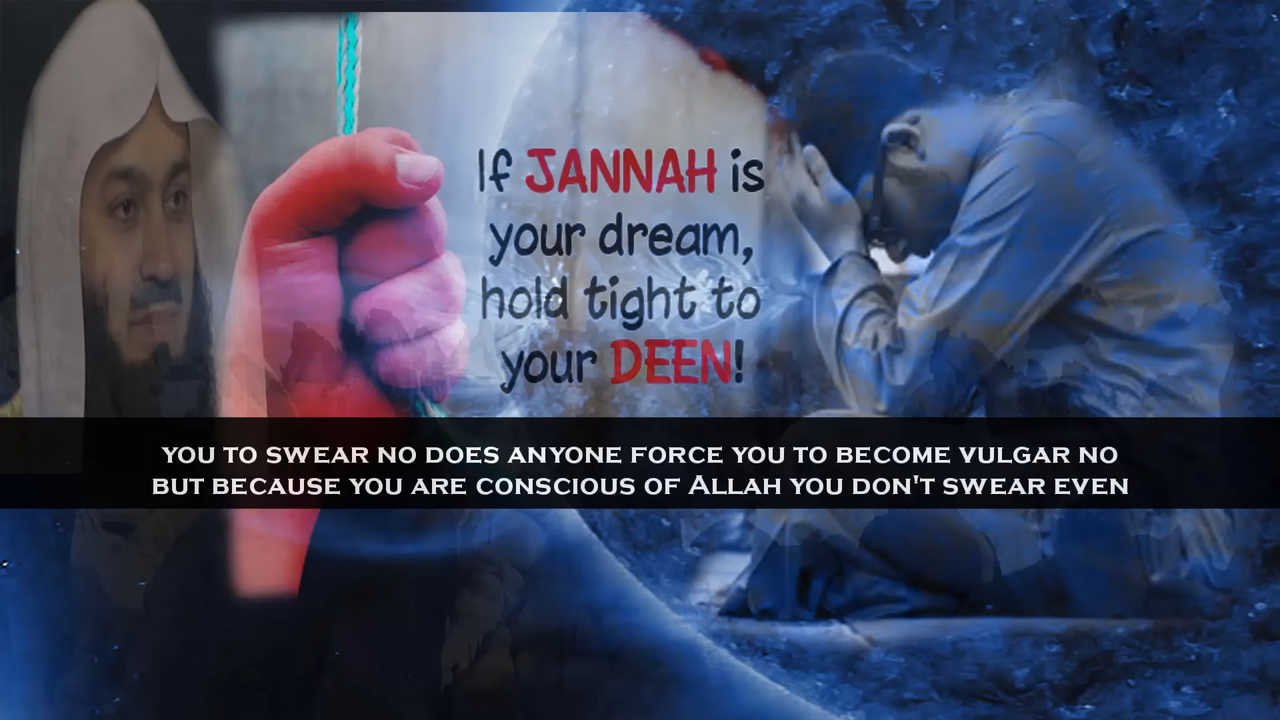 If JANNAH is
your dream,
hold tight to
your DEEN!
YOU TO SWEAR NO DOES ANYONE FORCE YOU TO BECOME VULGAR NO
BUT BECAUSE YOU ARE CONSCIOUS OF ALLAH YOU DON'T SWEAR EVEN